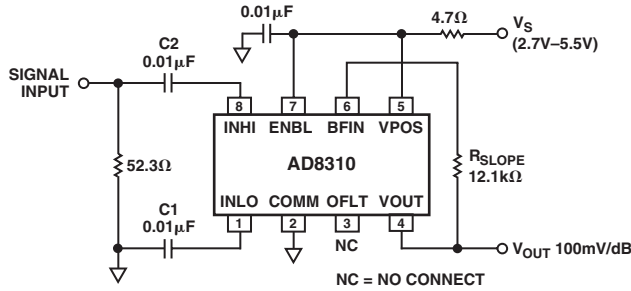 0.01μF
4.7Ω
V_S
(2.7V–5.5V)
C2
0.01μF
SIGNAL
INPUT
8 7 6 5
INHI ENBL BFIN VPOS
52.3Ω
AD8310
R_SLOPE
12.1kΩ
C1
0.01μF
INLO COMM OFLT VOUT
1 2 3 4
NC
V_OUT 100mV/dB
NC = NO CONNECT